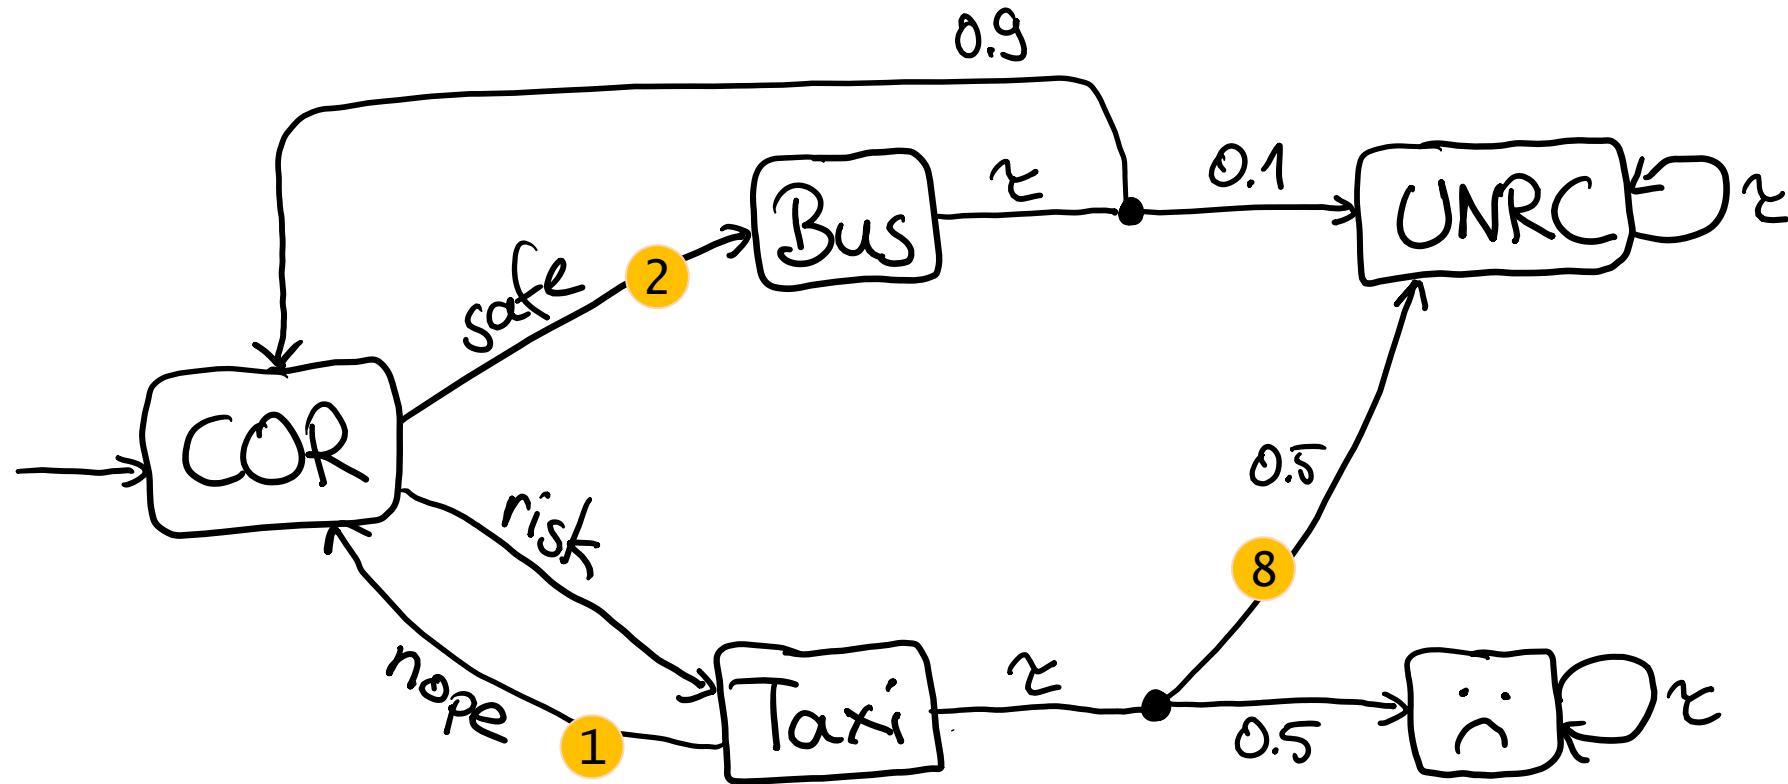 0.9
Bus
τ
0.1
UNRC
τ
safe
2
COR
risk
0.5
8
nope
1
Taxi
τ
0.5
τ